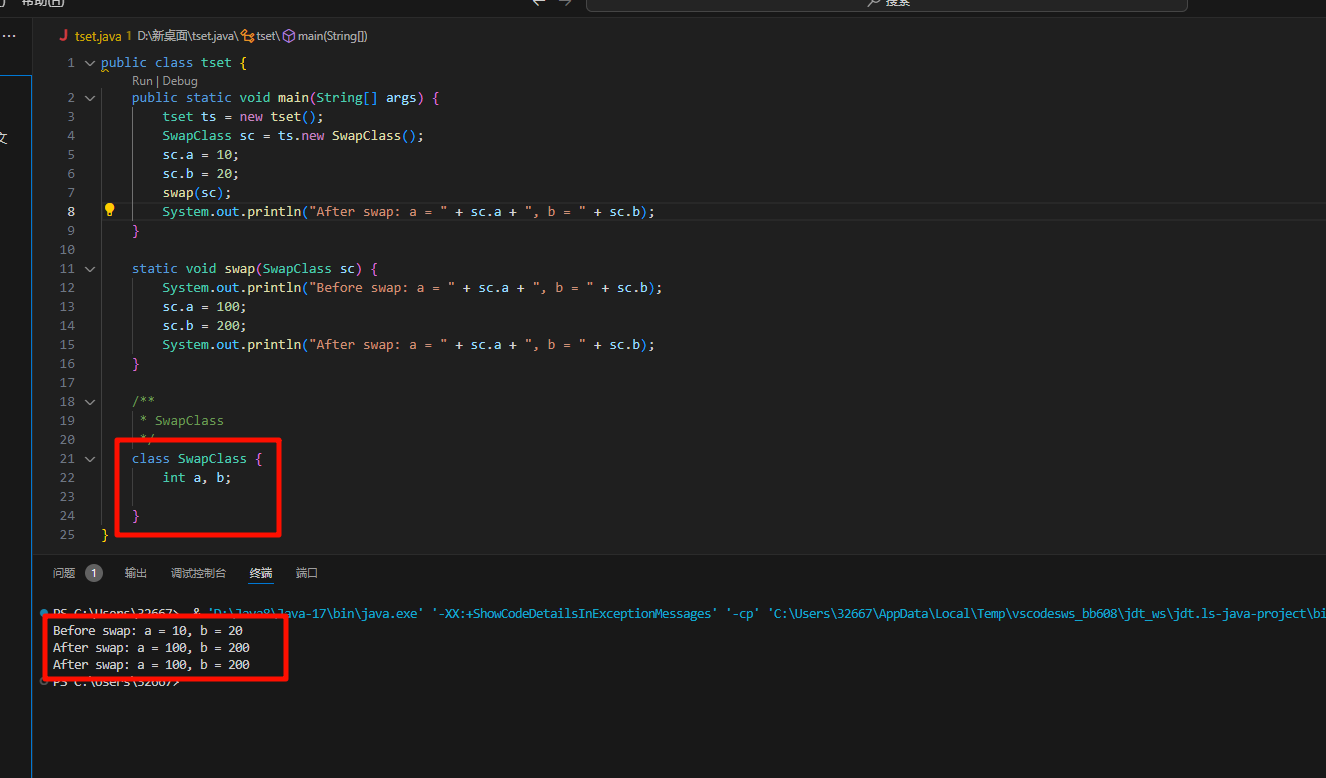 帮助(H)
搜索
...
文
J tset.java 1 D:\新桌面\tset.java\ tset\ main(String[])
1 public class tset {
Run | Debug
2 public static void main(String[] args) {
3 tset ts = new tset();
4 SwapClass sc = ts.new SwapClass();
5 sc.a = 10;
6 sc.b = 20;
7 swap(sc);
8 System.out.println("After swap: a = " + sc.a + ", b = " + sc.b);
9 }
10
11 static void swap(SwapClass sc) {
12 System.out.println("Before swap: a = " + sc.a + ", b = " + sc.b);
13 sc.a = 100;
14 sc.b = 200;
15 System.out.println("After swap: a = " + sc.a + ", b = " + sc.b);
16 }
17
18 /**
19 * SwapClass
20 */
21 class SwapClass {
22 int a, b;
23
24 }
25 }
问题 1 输出 调试控制台 终端 端口
PS C:\Users\32667> & 'D:\Java8\Java-17\bin\java.exe' '-XX:+ShowCodeDetailsInExceptionMessages' '-cp' 'C:\Users\32667\AppData\Local\Temp\vscodesws_bb608\jdt_ws\jdt.ls-java-project\bi
Before swap: a = 10, b = 20
After swap: a = 100, b = 200
After swap: a = 100, b = 200
PS C:\Users\32667>